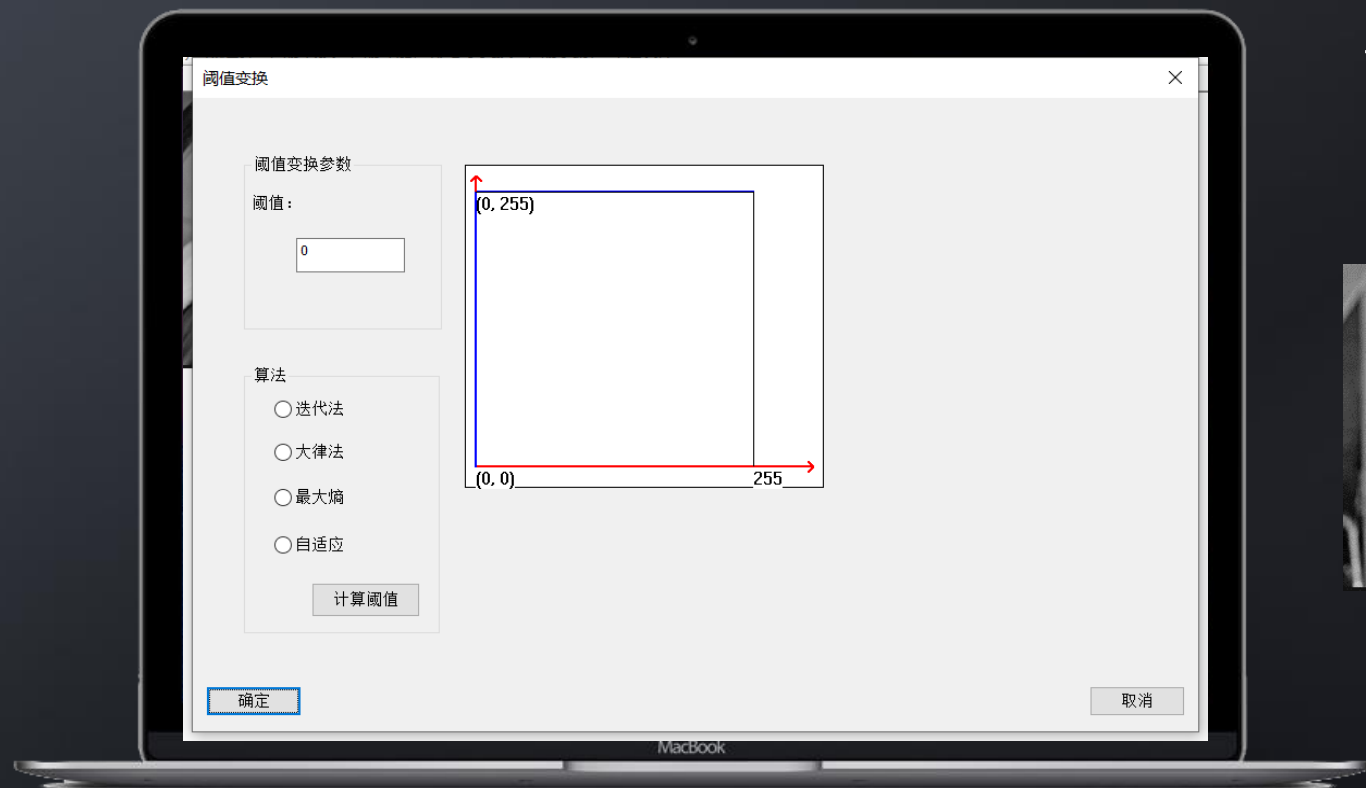 阈值变换
阈值变换参数
阈值：
0
(0, 255)
(0, 0)
255
算法
迭代法
大律法
最大熵
自适应
计算阈值
确定
取消
MacBook